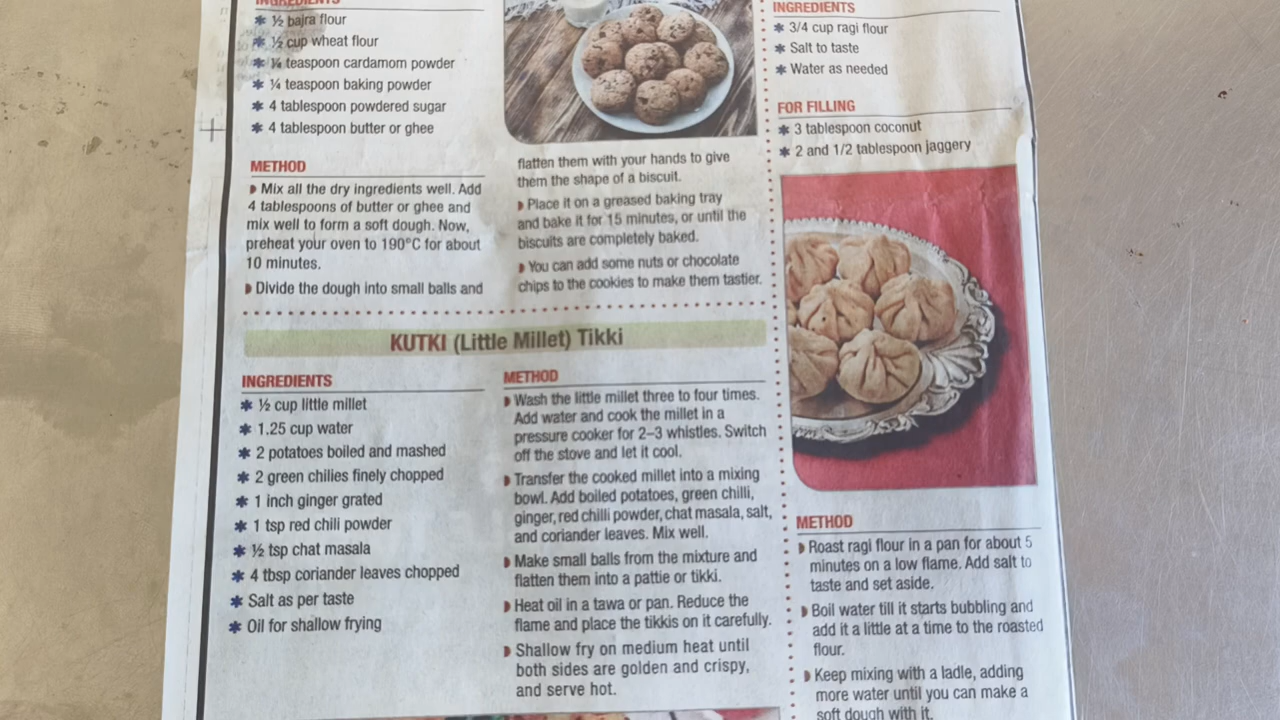 INGREDIENTS
✱ ½ bajra flour
✱ ½ cup wheat flour
✱ ¼ teaspoon cardamom powder
✱ ¼ teaspoon baking powder
✱ 4 tablespoon powdered sugar
✱ 4 tablespoon butter or ghee
METHOD
Mix all the dry ingredients well. Add
4 tablespoons of butter or ghee and
mix well to form a soft dough. Now,
preheat your oven to 190°C for about
10 minutes.
Divide the dough into small balls and
flatten them with your hands to give
them the shape of a biscuit.
Place it on a greased baking tray
and bake it for 15 minutes, or until the
biscuits are completely baked.
You can add some nuts or chocolate
chips to the cookies to make them tastier.
KUTKI (Little Millet) Tikki
INGREDIENTS
✱ ½ cup little millet
✱ 1.25 cup water
✱ 2 potatoes boiled and mashed
✱ 2 green chilies finely chopped
✱ 1 inch ginger grated
✱ 1 tsp red chili powder
✱ ½ tsp chat masala
✱ 4 tbsp coriander leaves chopped
✱ Salt as per taste
✱ Oil for shallow frying
METHOD
Wash the little millet three to four times.
Add water and cook the millet in a
pressure cooker for 2–3 whistles. Switch
off the stove and let it cool.
Transfer the cooked millet into a mixing
bowl. Add boiled potatoes, green chilli,
ginger, red chilli powder, chat masala, salt,
and coriander leaves. Mix well.
Make small balls from the mixture and
flatten them into a pattie or tikki.
Heat oil in a tawa or pan. Reduce the
flame and place the tikkis on it carefully.
Shallow fry on medium heat until
both sides are golden and crispy,
and serve hot.
INGREDIENTS
✱ 3/4 cup ragi flour
✱ Salt to taste
✱ Water as needed
FOR FILLING
✱ 3 tablespoon coconut
✱ 2 and 1/2 tablespoon jaggery
METHOD
Roast ragi flour in a pan for about 5
minutes on a low flame. Add salt to
taste and set aside.
Boil water till it starts bubbling and
add it a little at a time to the roasted
flour.
Keep mixing with a ladle, adding
more water until you can make a
soft dough with it.